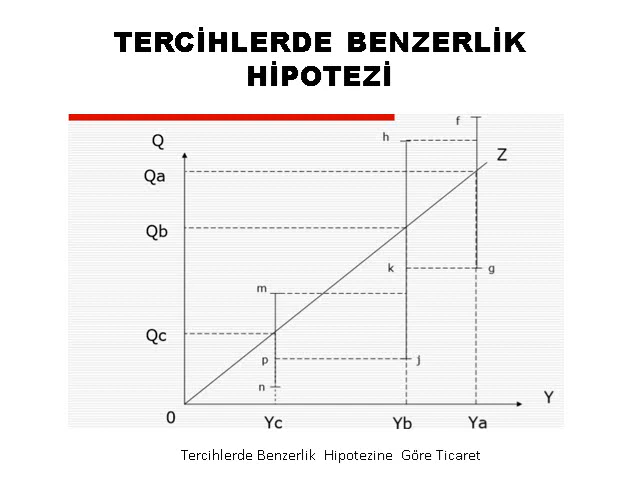 TERCİHLERDE BENZERLİK
HİPOTEZİ
f
Q
h
Z
Qa
Qb
k
g
m
Qc
p
j
n
Y
0
Yc
Yb
Ya
Tercihlerde Benzerlik Hipotezine Göre Ticaret